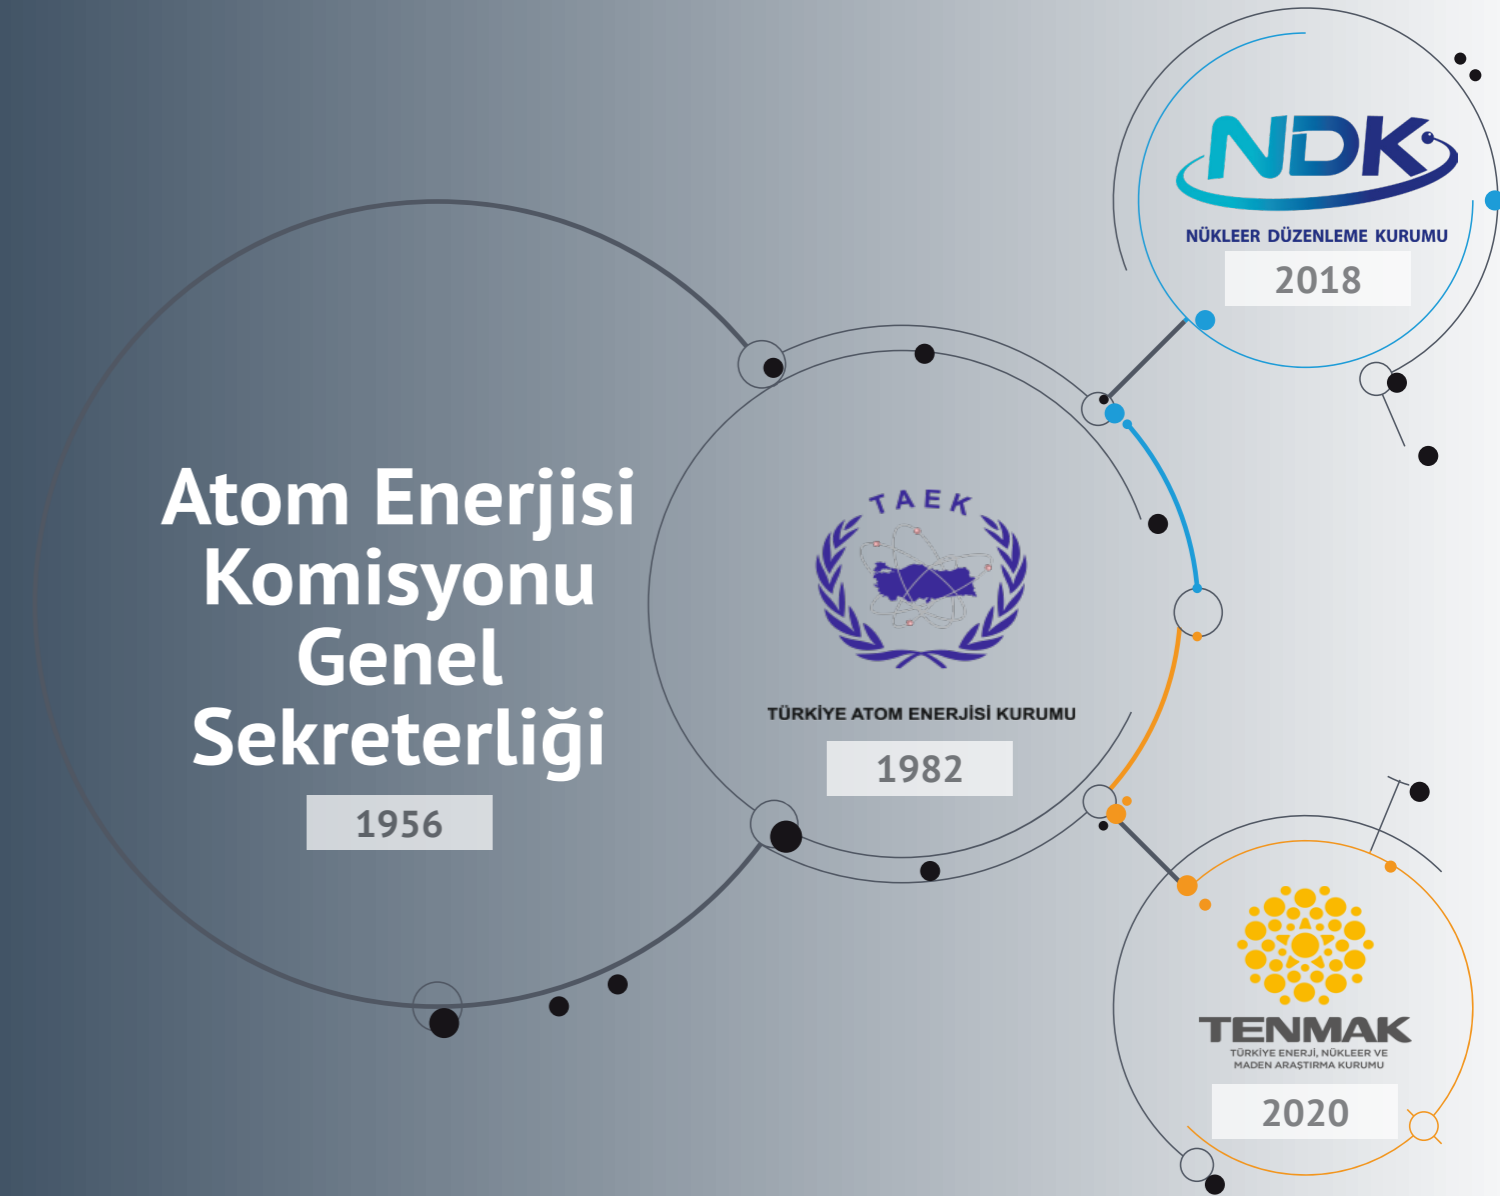 Atom Enerjisi
Komisyonu
Genel
Sekreterliği
1956
TAEK
TÜRKİYE ATOM ENERJİSİ KURUMU
1982
NDK
NÜKLEER DÜZENLEME KURUMU
2018
TENMAK
TÜRKİYE ENERJİ, NÜKLEER VE
MADEN ARAŞTIRMA KURUMU
2020